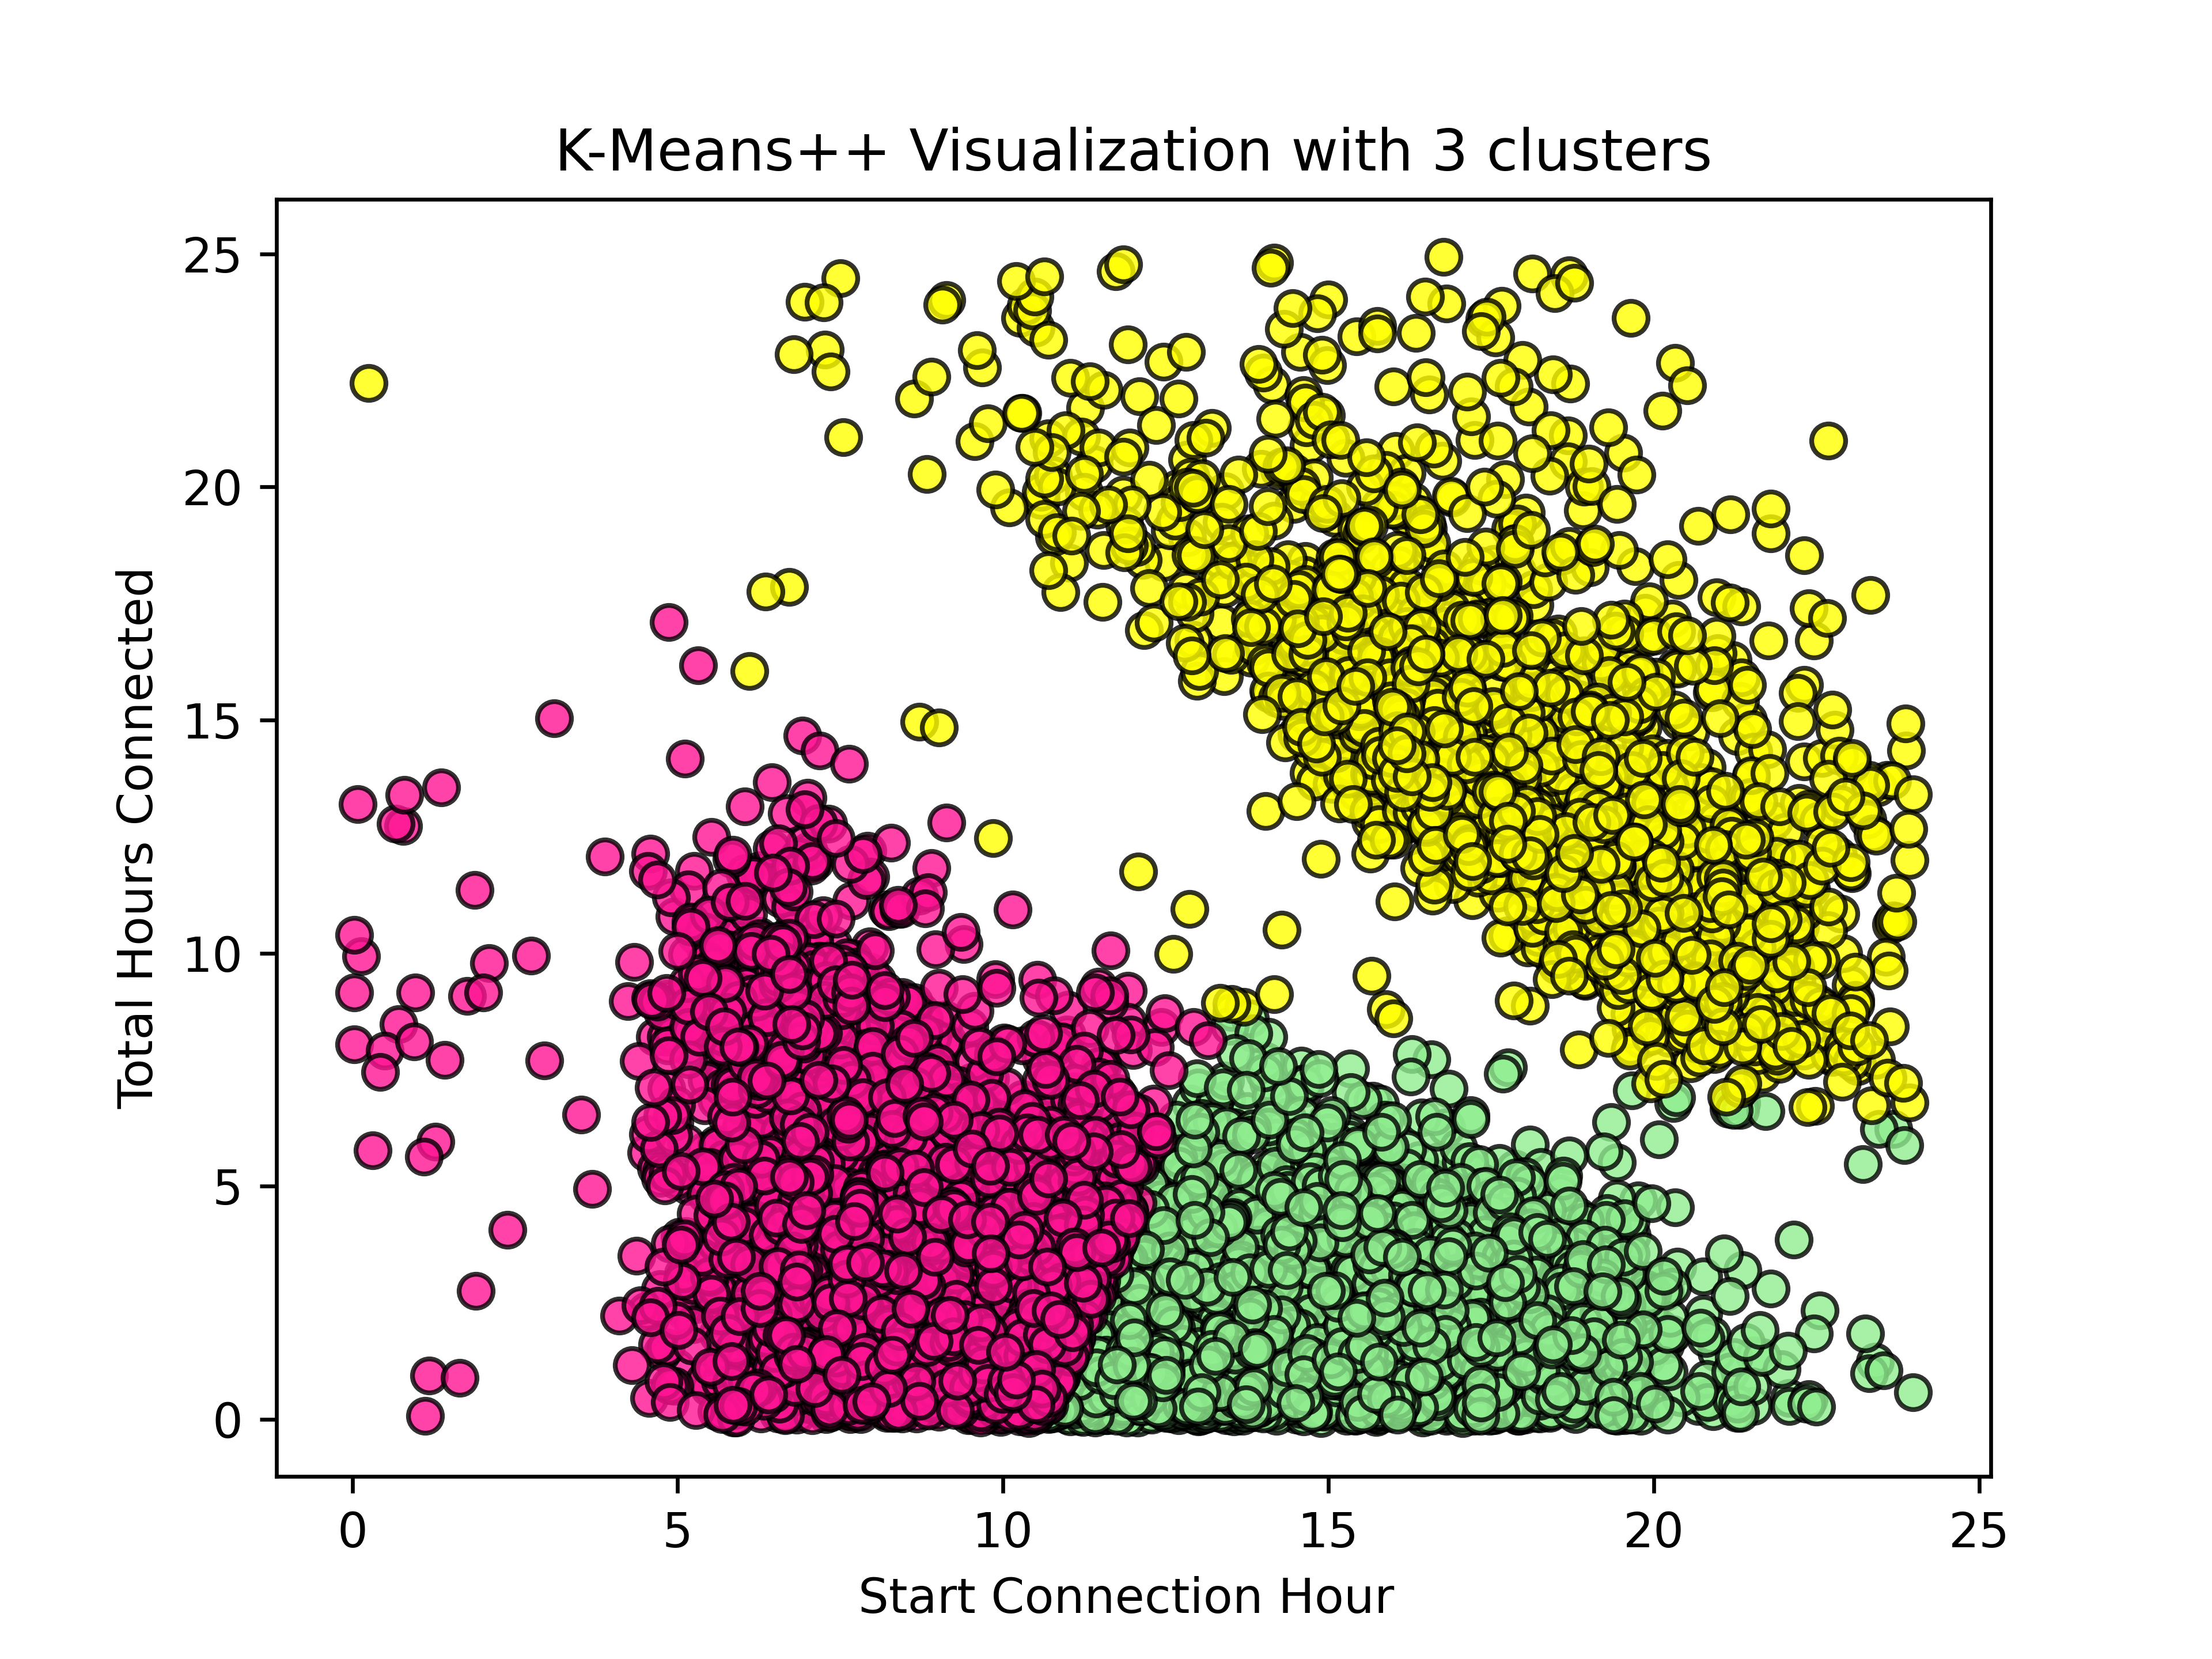 K-Means++ Visualization with 3 clusters
25
20
15
10
5
0
Total Hours Connected
0 5 10 15 20 25
Start Connection Hour